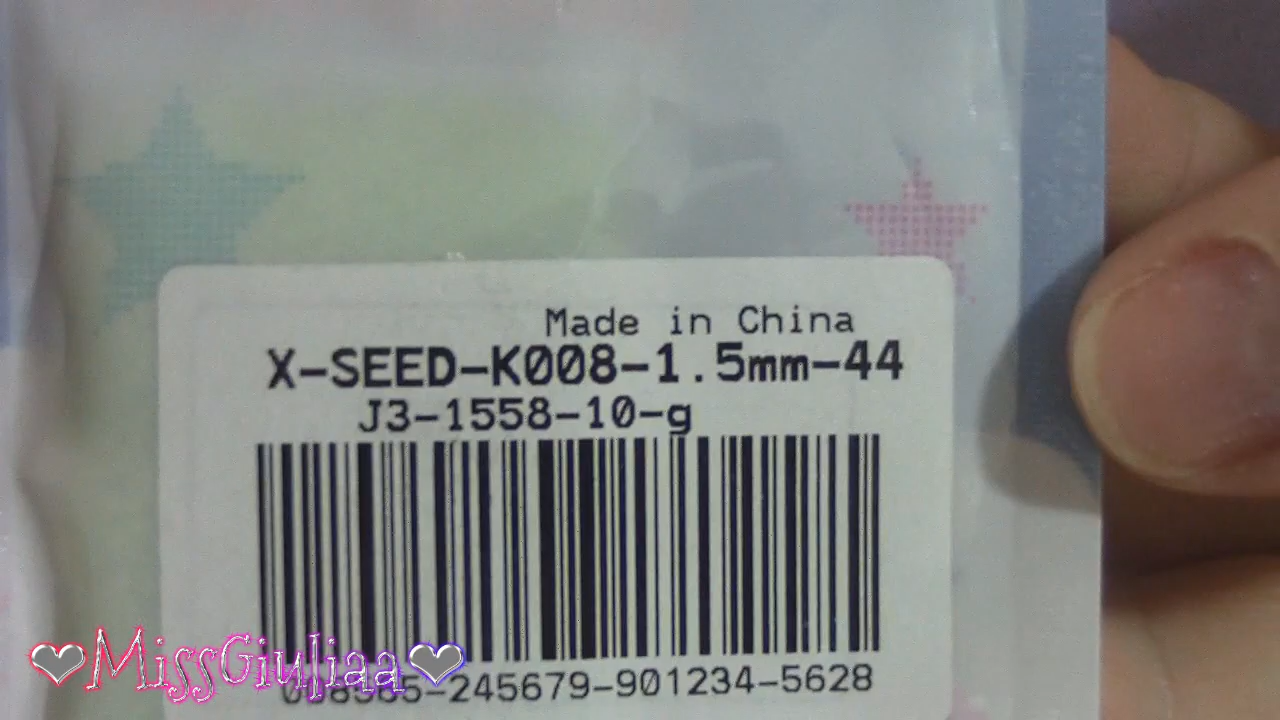 Made in China
X-SEED-K008-1.5mm-44
J3-1558-10-g
-245679-901234-5628
❤MissGiuliaa❤